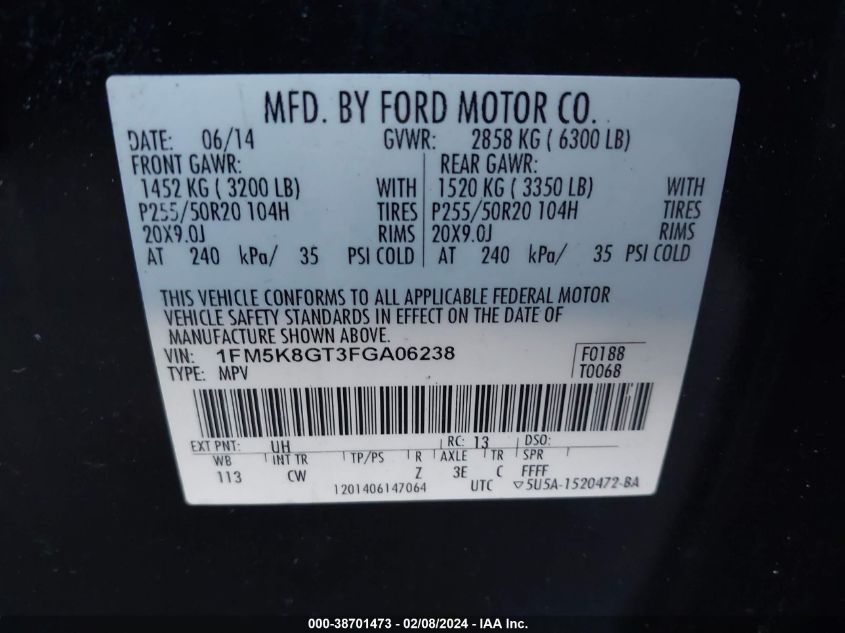 MFD. BY FORD MOTOR CO.
DATE: 06/14 GVWR: 2858 KG ( 6300 LB)
FRONT GAWR: REAR GAWR:
1452 KG ( 3200 LB) WITH 1520 KG ( 3350 LB) WITH
P255/50R20 104H TIRES P255/50R20 104H TIRES
20X9.0J RIMS 20X9.0J RIMS
AT 240 kPa/ 35 PSI COLD AT 240 kPa/ 35 PSI COLD
THIS VEHICLE CONFORMS TO ALL APPLICABLE FEDERAL MOTOR
VEHICLE SAFETY STANDARDS IN EFFECT ON THE DATE OF
MANUFACTURE SHOWN ABOVE.
VIN: 1FM5K8GT3FGA06238 F0188
TYPE: MPV T0068
EXT PNT: UH RC: 13 DSO:
WB INT TR TP/PS R AXLE TR SPR
113 CW Z 3E C FFFF
1201406147064 UTC ▽5U5A-1520472-BA
000-38701473 - 02/08/2024 - IAA Inc.